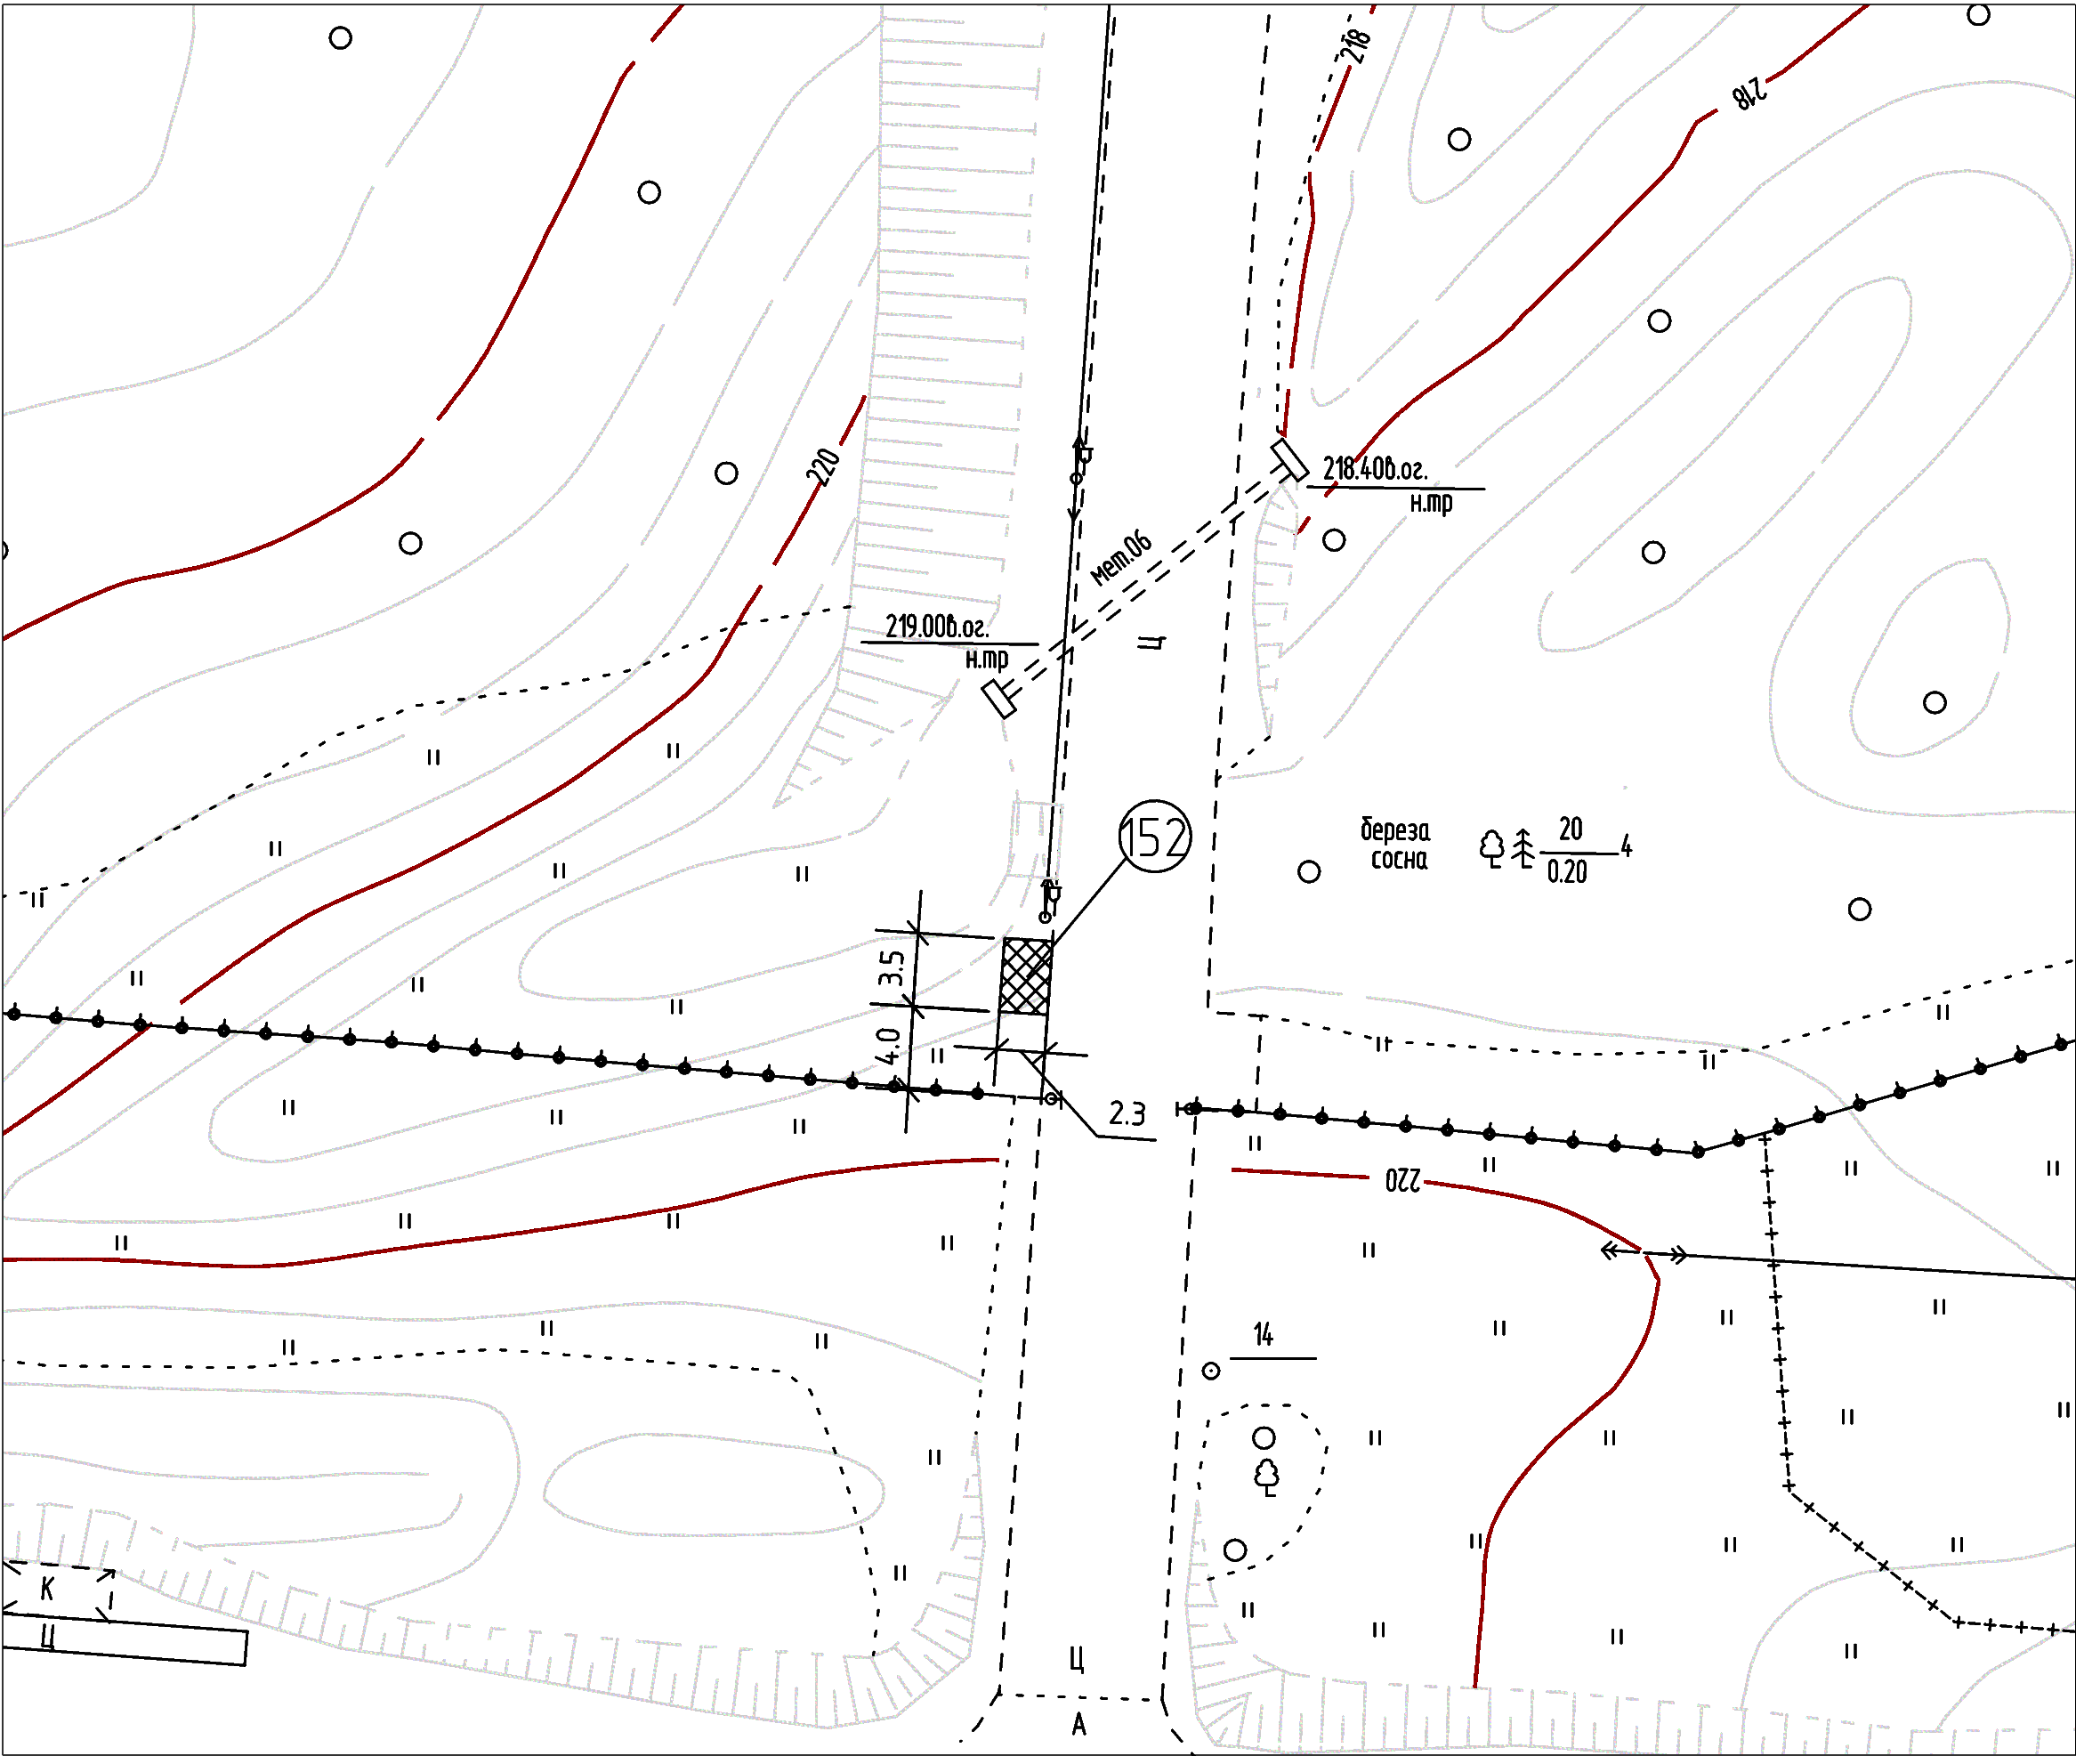 218
218
220
218.40в.ог.
н.тр
мет.06
219.00в.ог.
н.тр
Ц
152
береза
сосна
20
0.20
4
3.5
4.0
2.3
220
14
К
Ц
Ц
А